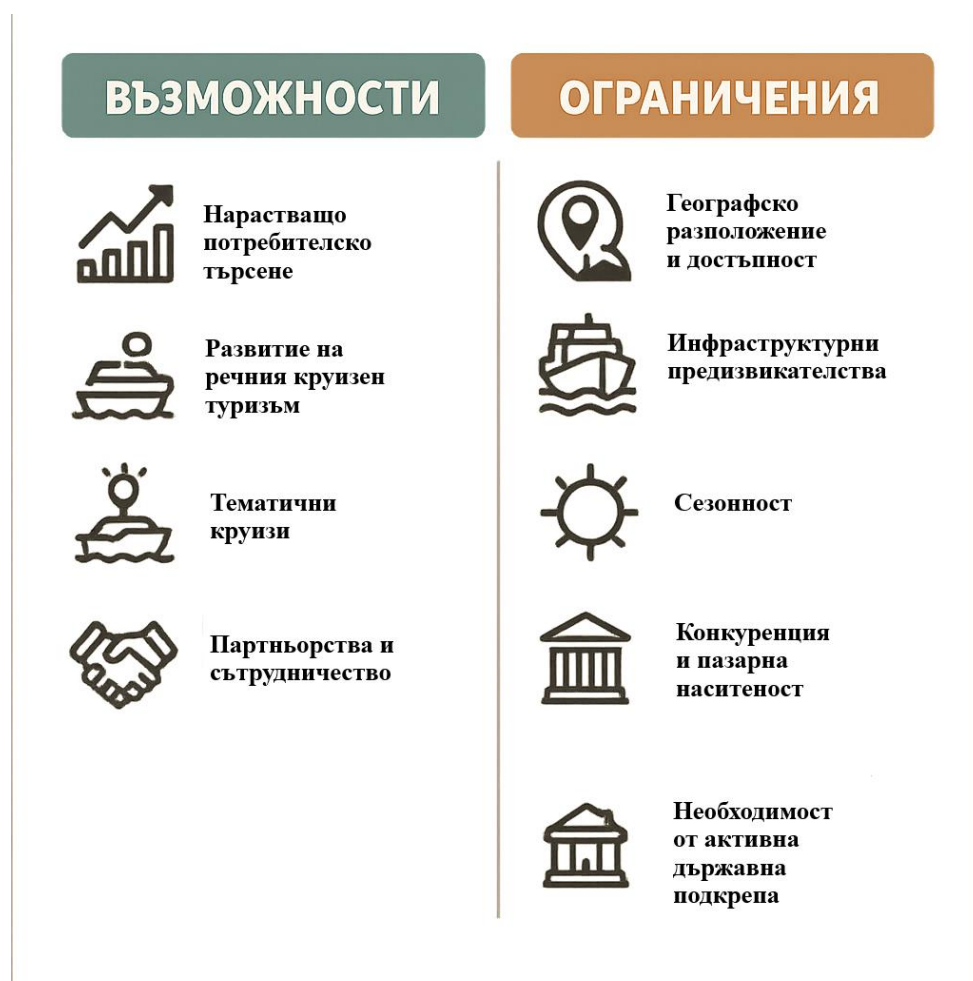 ВЪЗМОЖНОСТИ
Нарастващо
потребителско
търсене
Развитие на
речния круизен
туризъм
Тематични
круизи
Партньорства и
сътрудничество
ОГРАНИЧЕНИЯ
Географско
разположение
и достъпност
Инфраструктурни
предизвикателства
Сезонност
Конкуренция
и пазарна
наситеност
Необходимост
от активна
държавна
подкрепа